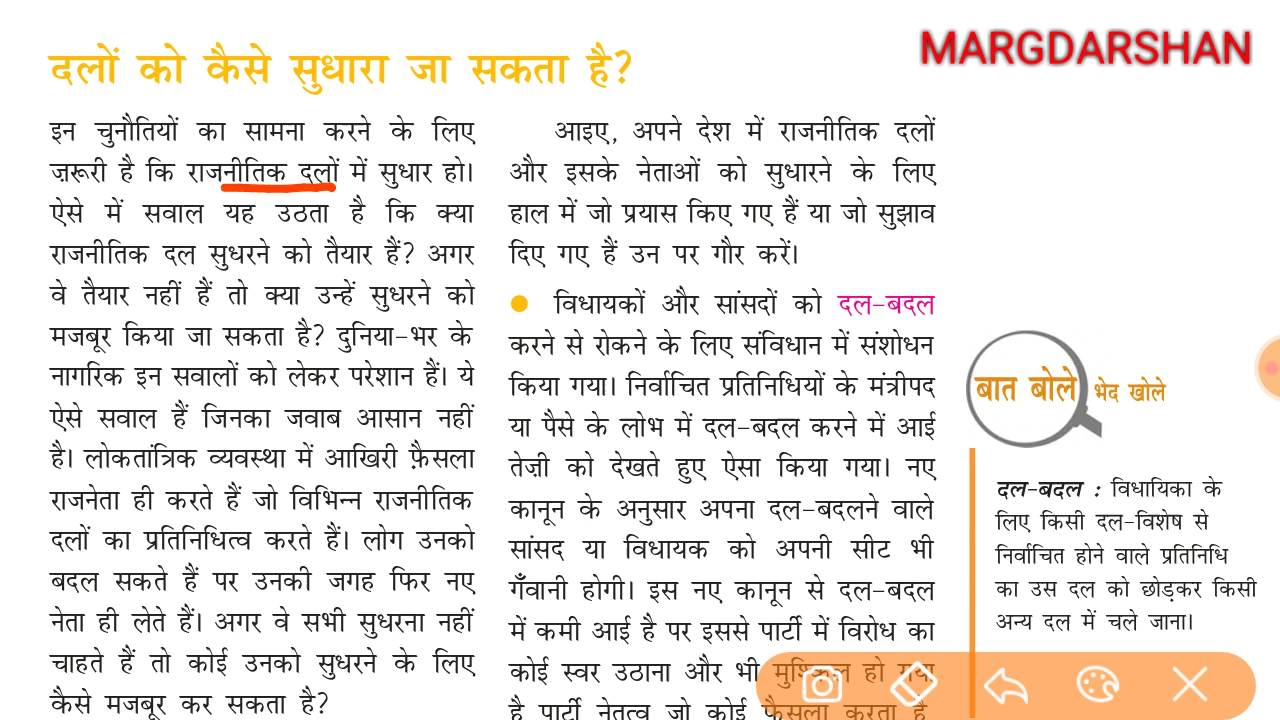 MARGDARSHAN
दलों को कैसे सुधारा जा सकता है?
इन चुनौतियों का सामना करने के लिए
ज़रूरी है कि राजनीतिक दलों में सुधार हो।
ऐसे में सवाल यह उठता है कि क्या
राजनीतिक दल सुधरने को तैयार हैं? अगर
वे तैयार नहीं हैं तो क्या उन्हें सुधरने को
मजबूर किया जा सकता है? दुनिया-भर के
नागरिक इन सवालों को लेकर परेशान हैं। ये
ऐसे सवाल हैं जिनका जवाब आसान नहीं
है। लोकतांत्रिक व्यवस्था में आखिरी फ़ैसला
राजनेता ही करते हैं जो विभिन्न राजनीतिक
दलों का प्रतिनिधित्व करते हैं। लोग उनको
बदल सकते हैं पर उनकी जगह फिर नए
नेता ही लेते हैं। अगर वे सभी सुधरना नहीं
चाहते हैं तो कोई उनको सुधरने के लिए
कैसे मजबूर कर सकता है?
आइए, अपने देश में राजनीतिक दलों
और इसके नेताओं को सुधारने के लिए
हाल में जो प्रयास किए गए हैं या जो सुझाव
दिए गए हैं उन पर गौर करें।
● विधायकों और सांसदों को दल-बदल
करने से रोकने के लिए संविधान में संशोधन
किया गया। निर्वाचित प्रतिनिधियों के मंत्रीपद
या पैसे के लोभ में दल-बदल करने में आई
तेज़ी को देखते हुए ऐसा किया गया। नए
कानून के अनुसार अपना दल-बदलने वाले
सांसद या विधायक को अपनी सीट भी
गँवानी होगी। इस नए कानून से दल-बदल
में कमी आई है पर इससे पार्टी में विरोध का
कोई स्वर उठाना और भी मुश्किल हो गया
है पार्टी नेतृत्व जो कोई फ़ैसला करता है,
बात बोले भेद खोले
दल-बदल : विधायिका के
लिए किसी दल-विशेष से
निर्वाचित होने वाले प्रतिनिधि
का उस दल को छोड़कर किसी
अन्य दल में चले जाना।